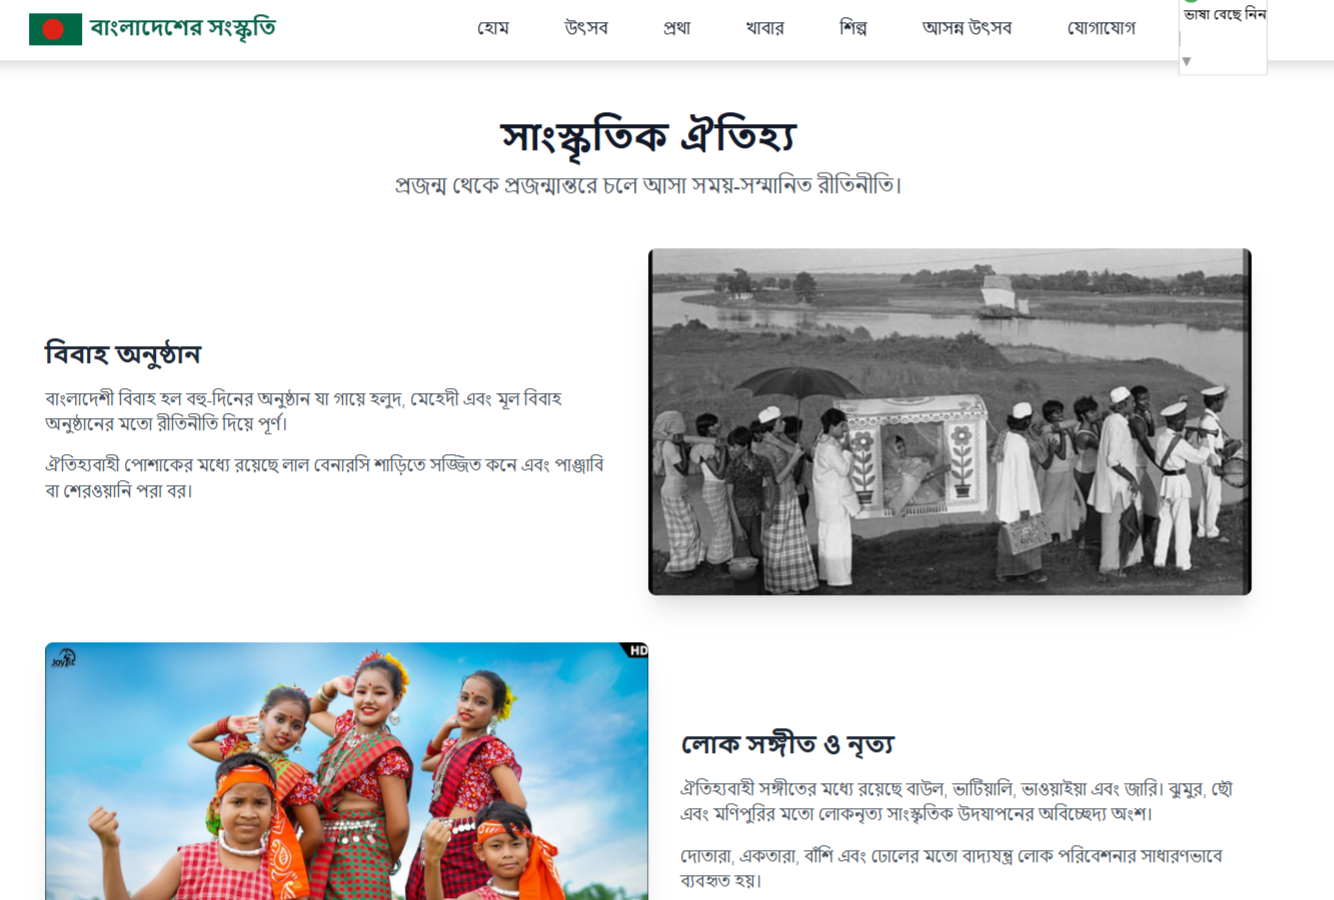 বাংলাদেশের সংস্কৃতি
হোম
উৎসব
প্রথা
খাবার
শিল্প
আসন্ন উৎসব
যোগাযোগ
ভাষা বেছে নিন
▼
সাংস্কৃতিক ঐতিহ্য
প্রজন্ম থেকে প্রজন্মান্তরে চলে আসা সময়-সম্মানিত রীতিনীতি।
বিবাহ অনুষ্ঠান
বাংলাদেশী বিবাহ হল বহু-দিনের অনুষ্ঠান যা গায়ে হলুদ, মেহেদী এবং মূল বিবাহ
অনুষ্ঠানের মতো রীতিনীতি দিয়ে পূর্ণ।
ঐতিহ্যবাহী পোশাকের মধ্যে রয়েছে লাল বেনারসি শাড়িতে সজ্জিত কনে এবং পাঞ্জাবি
বা শেরওয়ানি পরা বর।
HD
লোক সঙ্গীত ও নৃত্য
ঐতিহ্যবাহী সঙ্গীতের মধ্যে রয়েছে বাউল, ভাটিয়ালি, ভাওয়াইয়া এবং জারি। ঝুমুর, ছৌ
এবং মণিপুরির মতো লোকনৃত্য সাংস্কৃতিক উদযাপনের অবিচ্ছেদ্য অংশ।
দোতারা, একতারা, বাঁশি এবং ঢোলের মতো বাদ্যযন্ত্র লোক পরিবেশনার সাধারণভাবে
ব্যবহৃত হয়।